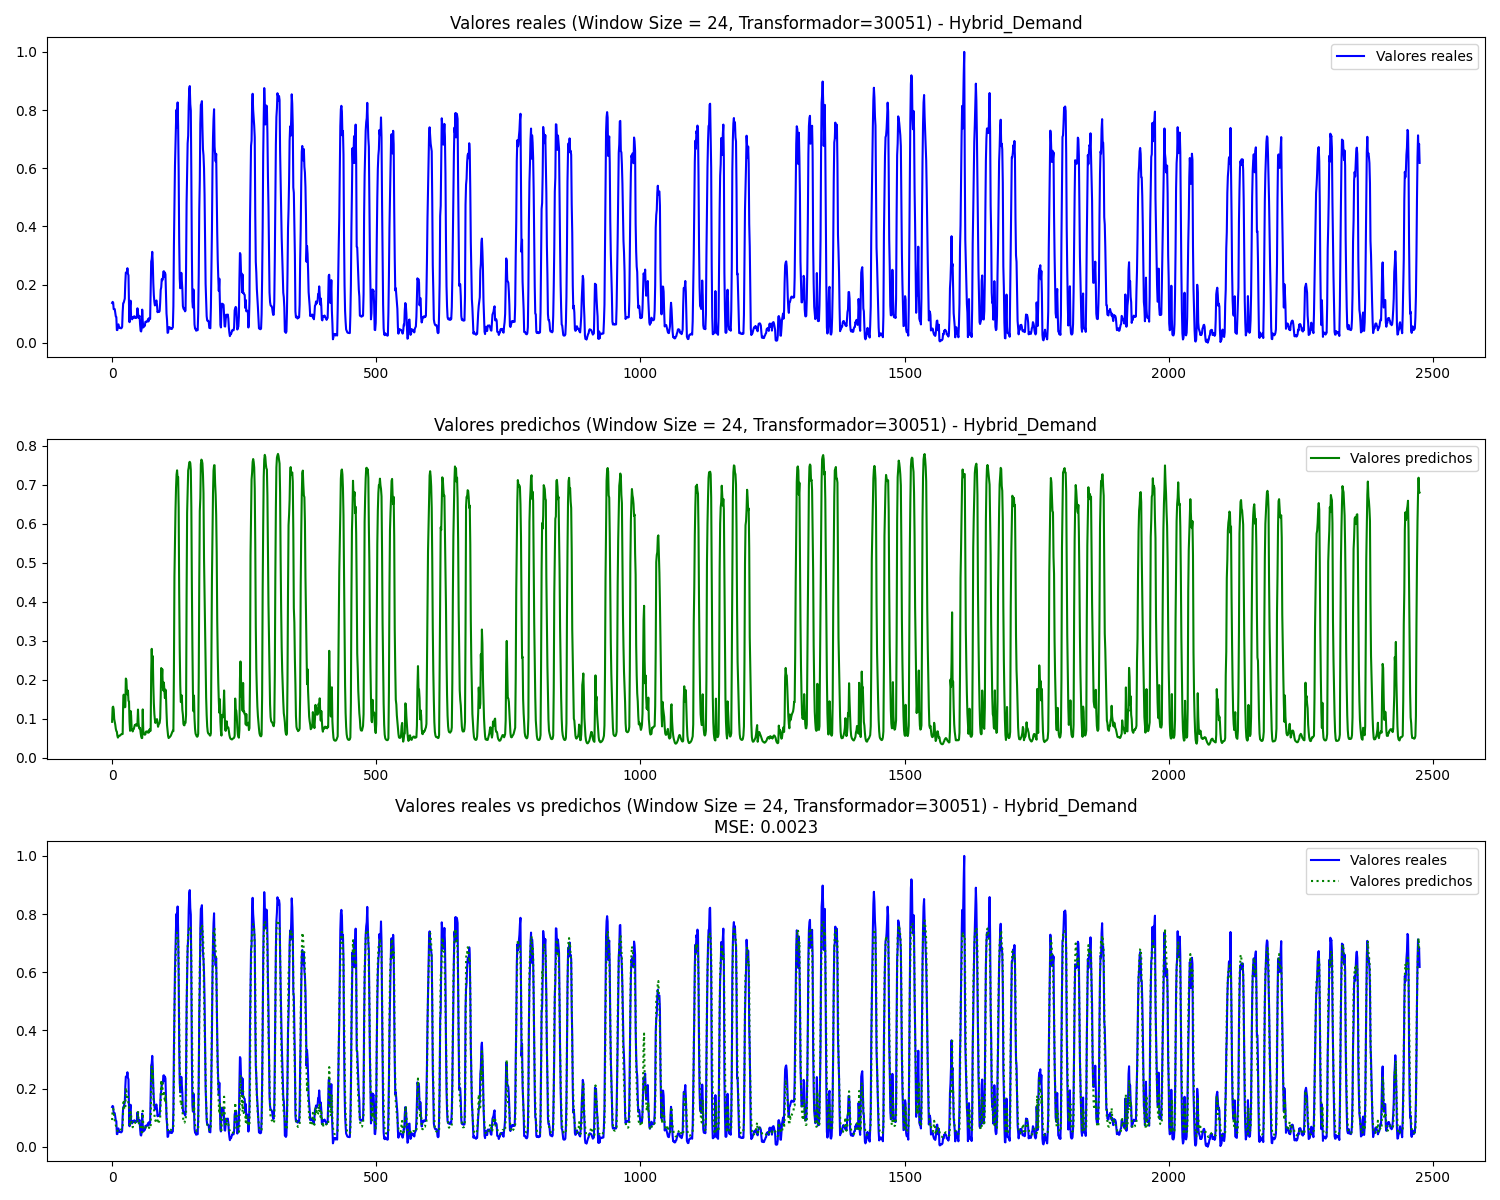 Valores reales (Window Size = 24, Transformador=30051) - Hybrid_Demand
1.0
0.8
0.6
0.4
0.2
0.0
Valores reales
0 500 1000 1500 2000 2500
Valores predichos (Window Size = 24, Transformador=30051) - Hybrid_Demand
0.8
0.7
0.6
0.5
0.4
0.3
0.2
0.1
0.0
Valores predichos
0 500 1000 1500 2000 2500
Valores reales vs predichos (Window Size = 24, Transformador=30051) - Hybrid_Demand
MSE: 0.0023
1.0
0.8
0.6
0.4
0.2
0.0
Valores reales
Valores predichos
0 500 1000 1500 2000 2500